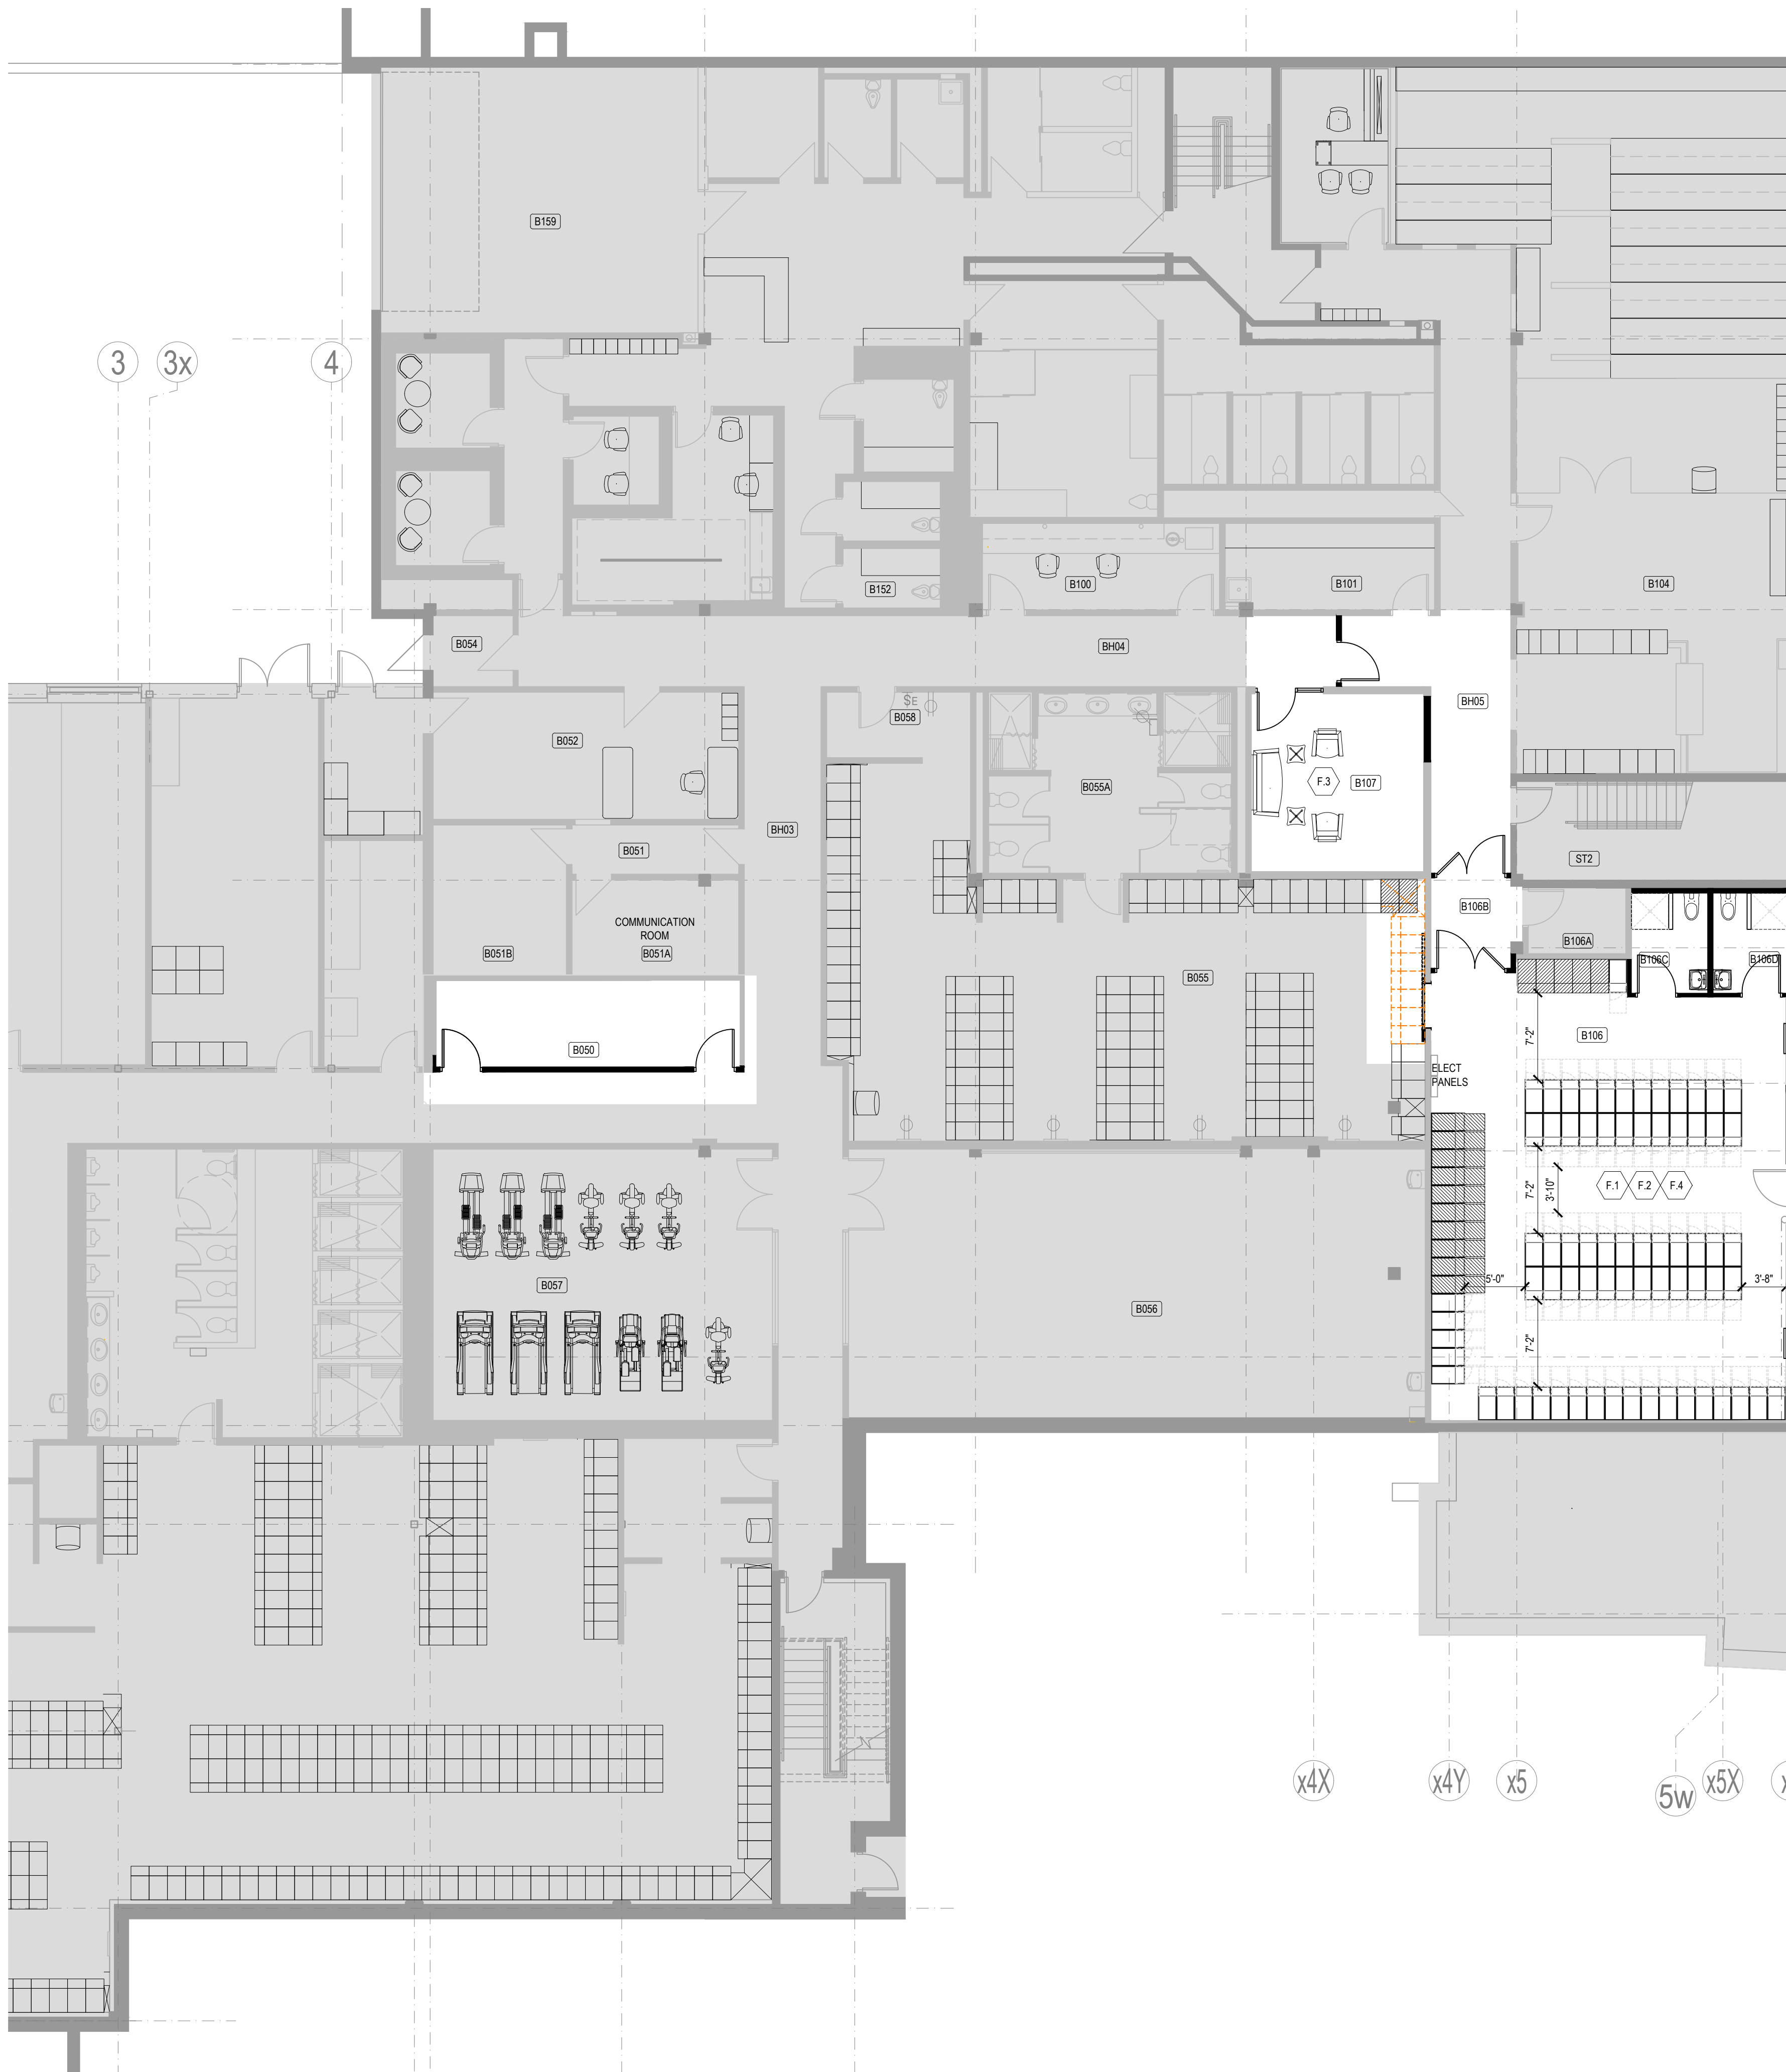 B159
3
3x
4
B152
B100
B101
B104
B054
BH04
BH05
B052
$E
B058
B055A
F.3
B107
BH03
B051
ST2
COMMUNICATION
ROOM
B051B
B051A
B106B
B106A
B106C
B106D
B055
B050
B106
7'-2"
ELECT
PANELS
7'-2"
3'-10"
F.1
F.2
F.4
B057
B056
5'-0"
3'-8"
7'-2"
x4X
x4Y
x5
5w
x5X